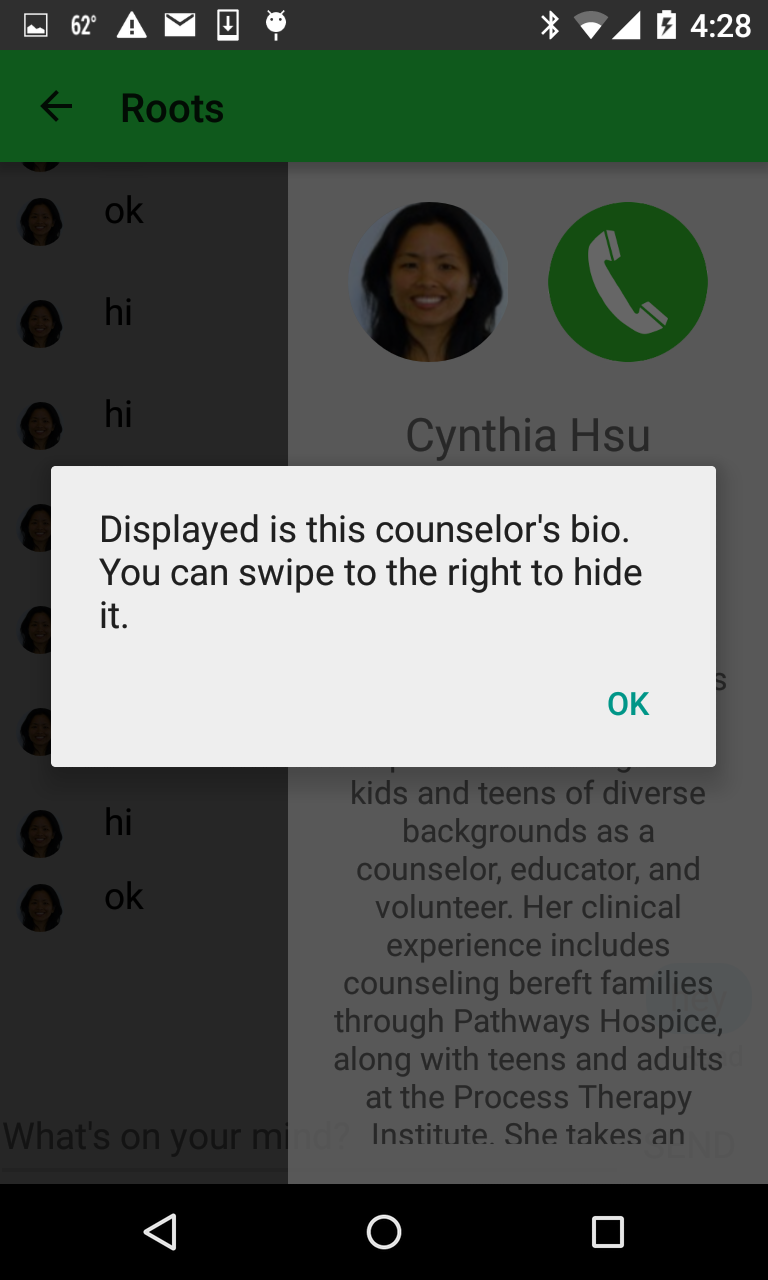 62°
4:28
Roots
ok
hi
hi
hi
ok
Cynthia Hsu
Displayed is this counselor's bio.
You can swipe to the right to hide
it.
OK
kids and teens of diverse
backgrounds as a
counselor, educator, and
volunteer. Her clinical
experience includes
counseling bereft families
through Pathways Hospice,
along with teens and adults
at the Process Therapy
Institute. She takes an
What's on your mind?
SEND